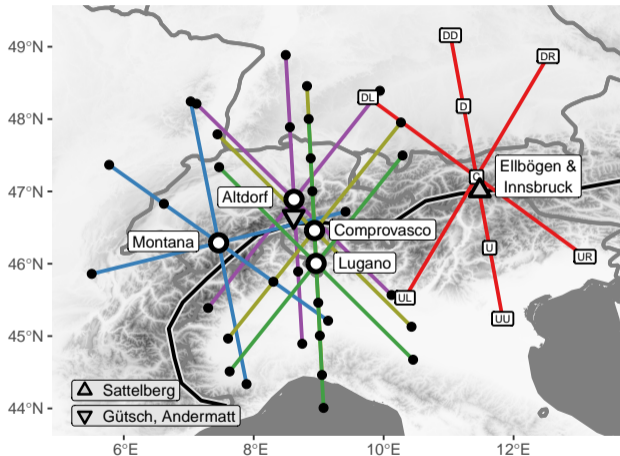 49°N
48°N
47°N
46°N
45°N
44°N
DD
DR
DL
D
C
Ellbögen &
Innsbruck
Altdorf
Comprovasco
Montana
Lugano
U
UR
UL
UU
Sattelberg
Gütsch, Andermatt
6°E
8°E
10°E
12°E